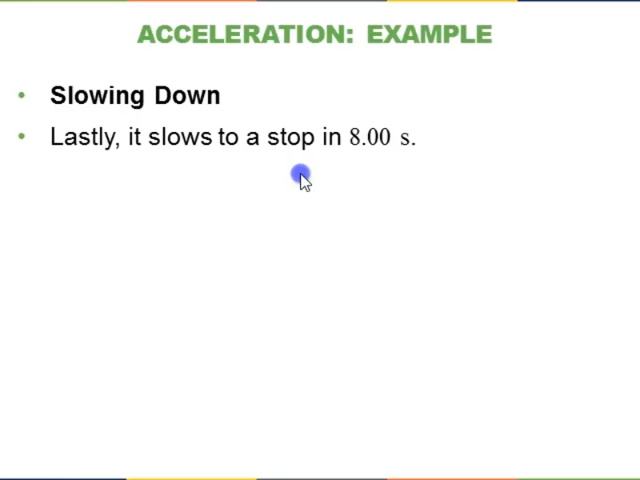 ACCELERATION: EXAMPLE
• Slowing Down
• Lastly, it slows to a stop in 8.00 s.